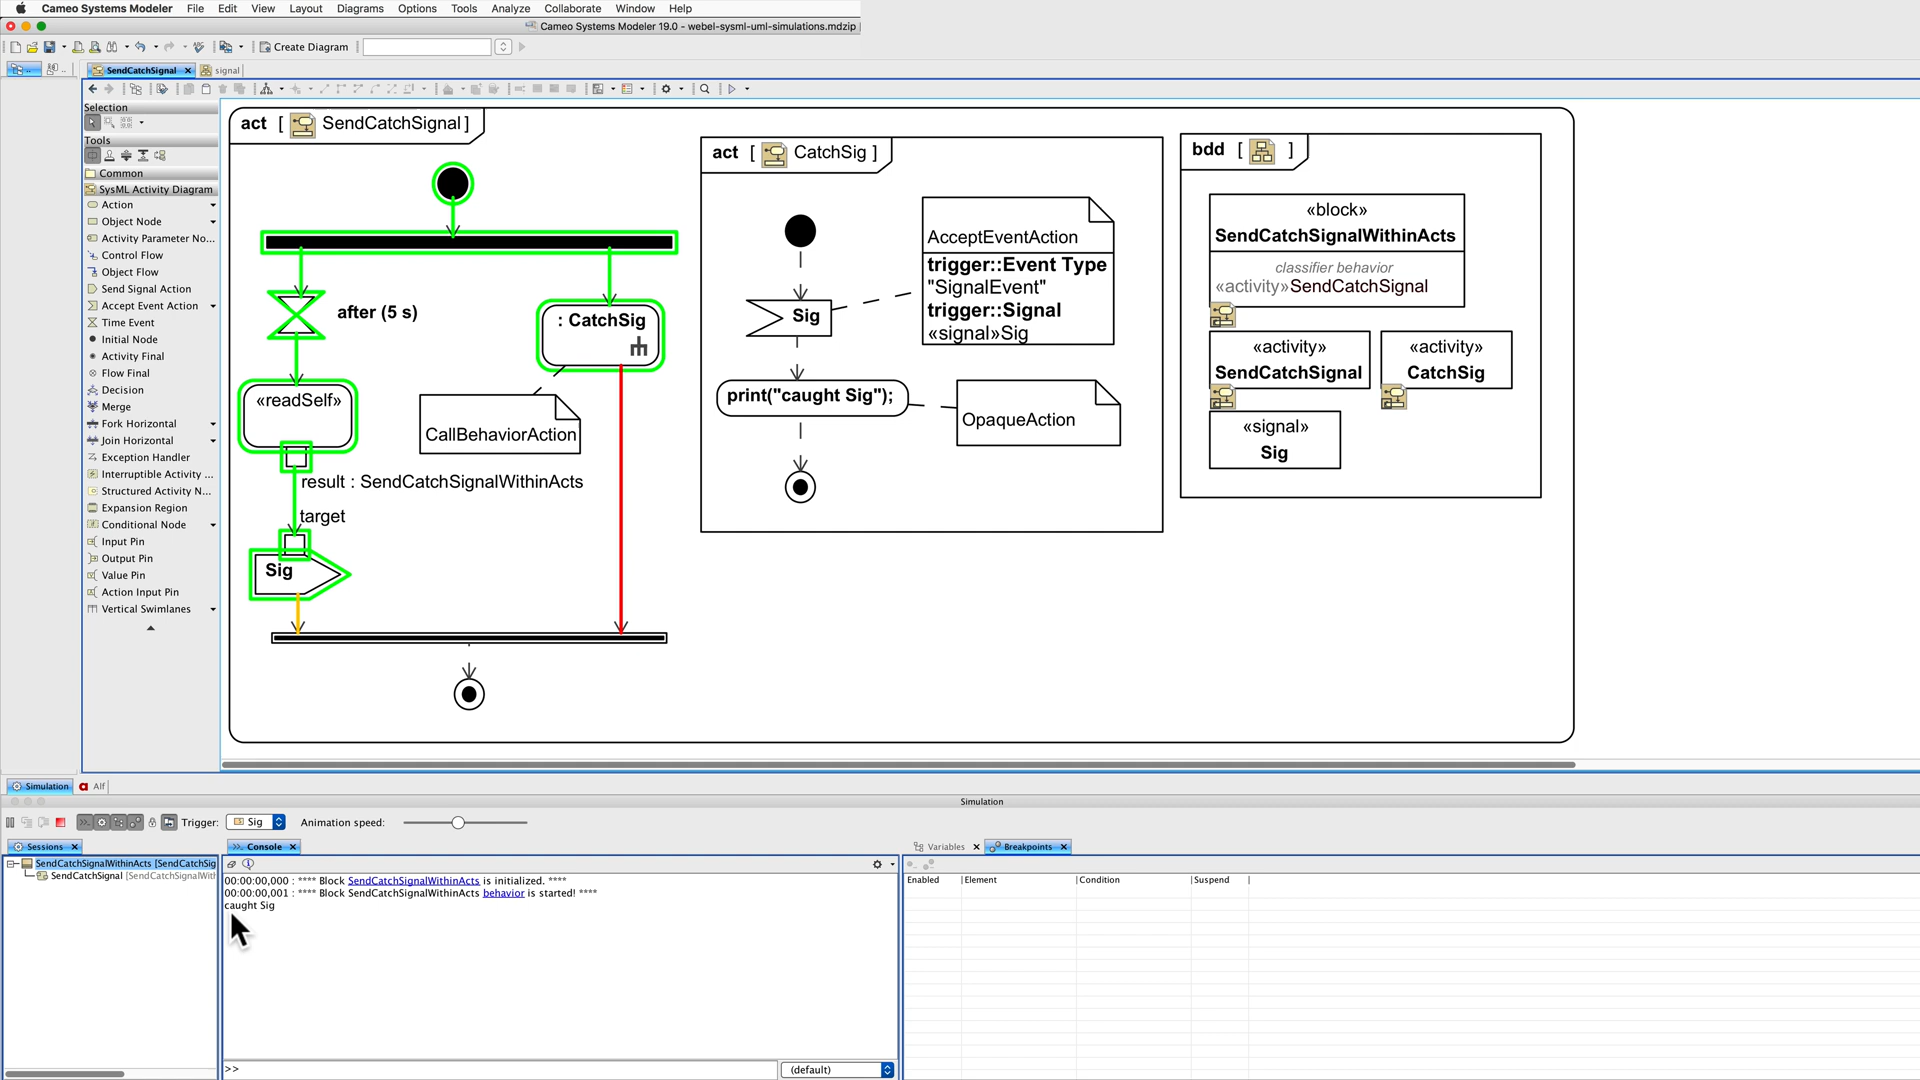 Cameo Systems Modeler File Edit View Layout Diagrams Options Tools Analyze Collaborate Window Help
Cameo Systems Modeler 19.0 - webel-sysml-uml-simulations.mdzip
Create Diagram
SendCatchSignal
signal
Selection
Tools
Common
SysML Activity Diagram
Action
Object Node
Activity Parameter No...
Control Flow
Object Flow
Send Signal Action
Accept Event Action
Time Event
Initial Node
Activity Final
Flow Final
Decision
Merge
Fork Horizontal
Join Horizontal
Exception Handler
Interruptible Activity ...
Structured Activity N...
Expansion Region
Conditional Node
Input Pin
Output Pin
Value Pin
Action Input Pin
Vertical Swimlanes
act [ SendCatchSignal]
after (5 s)
: CatchSig
«readSelf»
CallBehaviorAction
result : SendCatchSignalWithinActs
target
Sig
act [ CatchSig ]
AcceptEventAction
trigger::Event Type
"SignalEvent"
trigger::Signal
«signal»Sig
Sig
print("caught Sig");
OpaqueAction
bdd [ ]
«block»
SendCatchSignalWithinActs
classifier behavior
«activity»SendCatchSignal
«activity»
SendCatchSignal
«activity»
CatchSig
«signal»
Sig
Simulation
Alf
Simulation
Trigger: Sig
Animation speed:
Sessions
Console
Variables
Breakpoints
SendCatchSignalWithinActs [SendCatchSig
SendCatchSignal [SendCatchSignalWith
00:00:00,000 : **** Block SendCatchSignalWithinActs is initialized. ****
00:00:00,001 : **** Block SendCatchSignalWithinActs behavior is started! ****
caught Sig
>>
(default)
Enabled Element Condition Suspend